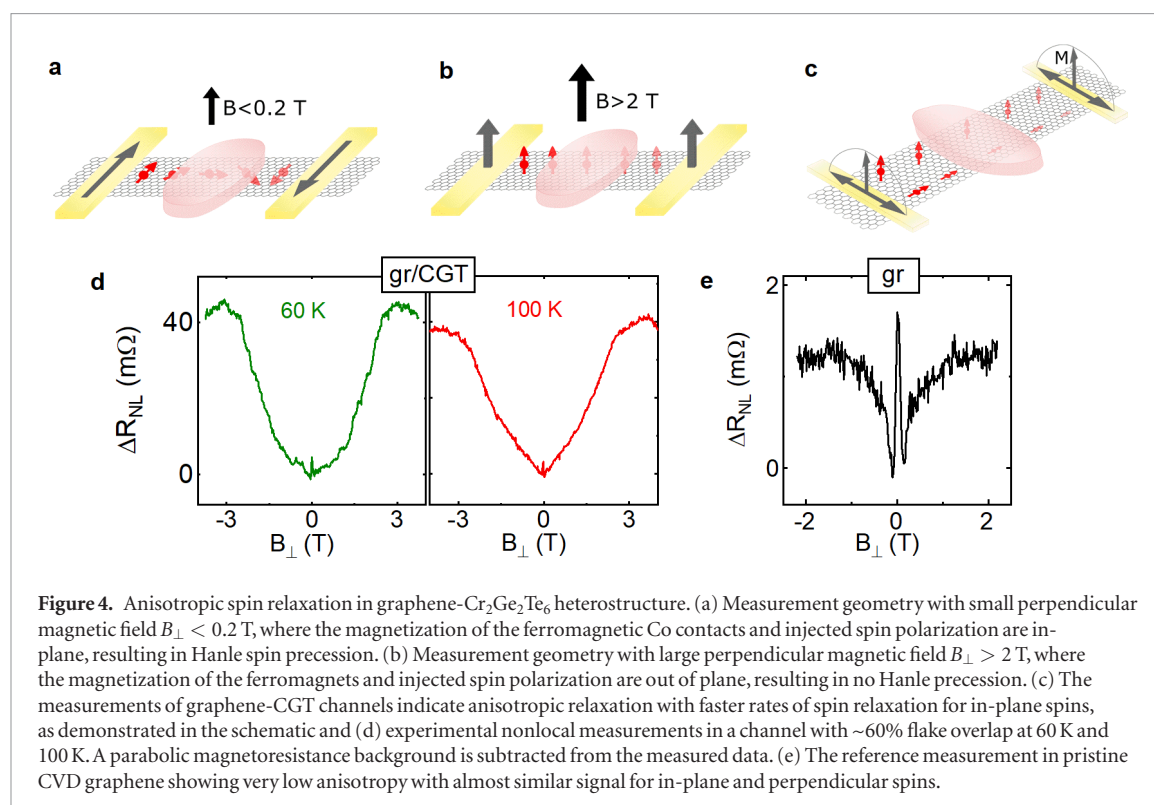 a
b
c
B<0.2 T
B>2 T
M
d
gr/CGT
e
gr
60 K
100 K
ΔR_NL (mΩ)
40
0
-3
0
3
B⊥ (T)
-3
0
3
B⊥ (T)
ΔR_NL (mΩ)
2
1
0
-2
0
2
B⊥ (T)
Figure 4. Anisotropic spin relaxation in graphene-Cr₂Ge₂Te₆ heterostructure. (a) Measurement geometry with small perpendicular
magnetic field B⊥ < 0.2 T, where the magnetization of the ferromagnetic Co contacts and injected spin polarization are in-
plane, resulting in Hanle spin precession. (b) Measurement geometry with large perpendicular magnetic field B⊥ > 2 T, where
the magnetization of the ferromagnets and injected spin polarization are out of plane, resulting in no Hanle precession. (c) The
measurements of graphene-CGT channels indicate anisotropic relaxation with faster rates of spin relaxation for in-plane spins,
as demonstrated in the schematic and (d) experimental nonlocal measurements in a channel with ~60% flake overlap at 60 K and
100 K. A parabolic magnetoresistance background is subtracted from the measured data. (e) The reference measurement in pristine
CVD graphene showing very low anisotropy with almost similar signal for in-plane and perpendicular spins.